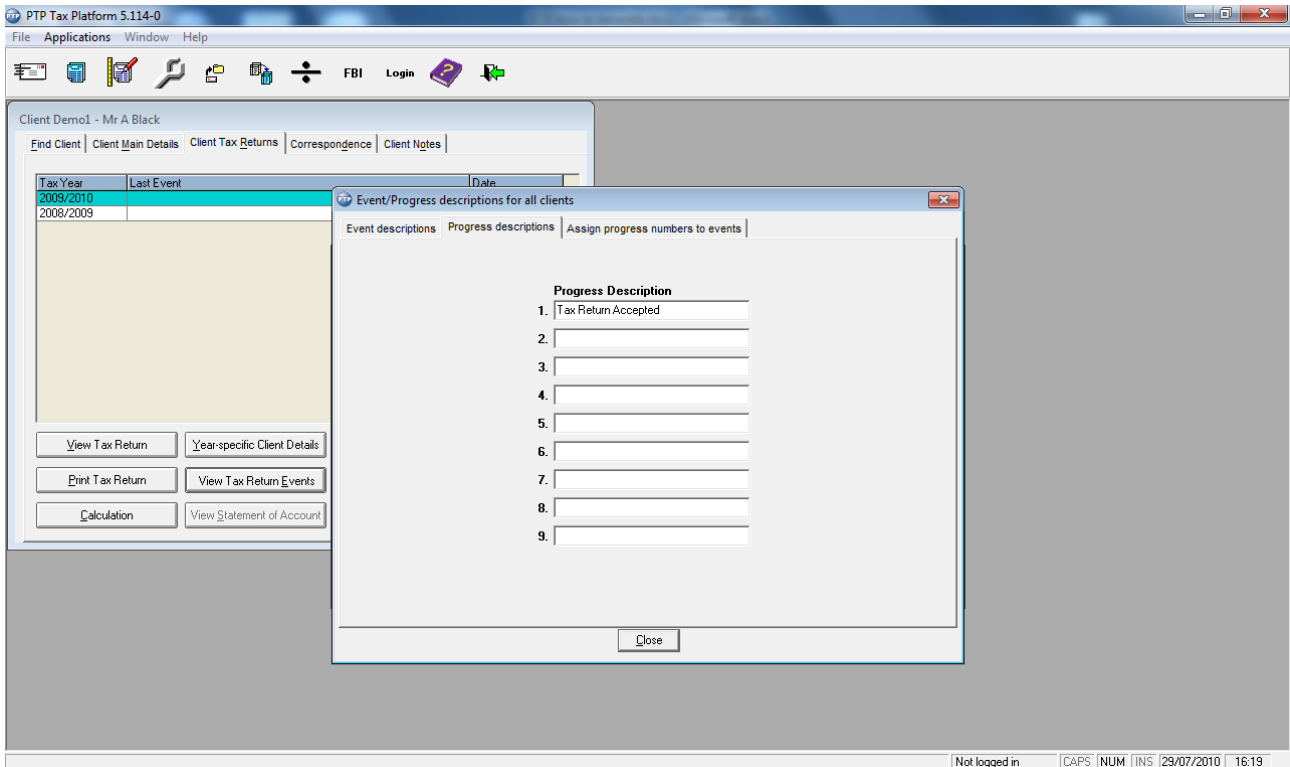 PTP Tax Platform 5.114-0
File Applications Window Help
FBI Login
Client Demo1 - Mr A Black
Find Client Client Main Details Client Tax Returns Correspondence Client Notes
Tax Year Last Event Date
2009/2010
2008/2009
View Tax Return Year-specific Client Details
Print Tax Return View Tax Return Events
Calculation View Statement of Account
PTP Event/Progress descriptions for all clients
Event descriptions Progress descriptions Assign progress numbers to events
Progress Description
1. Tax Return Accepted
2.
3.
4.
5.
6.
7.
8.
9.
Close
Not logged in CAPS NUM INS 29/07/2010 16:19